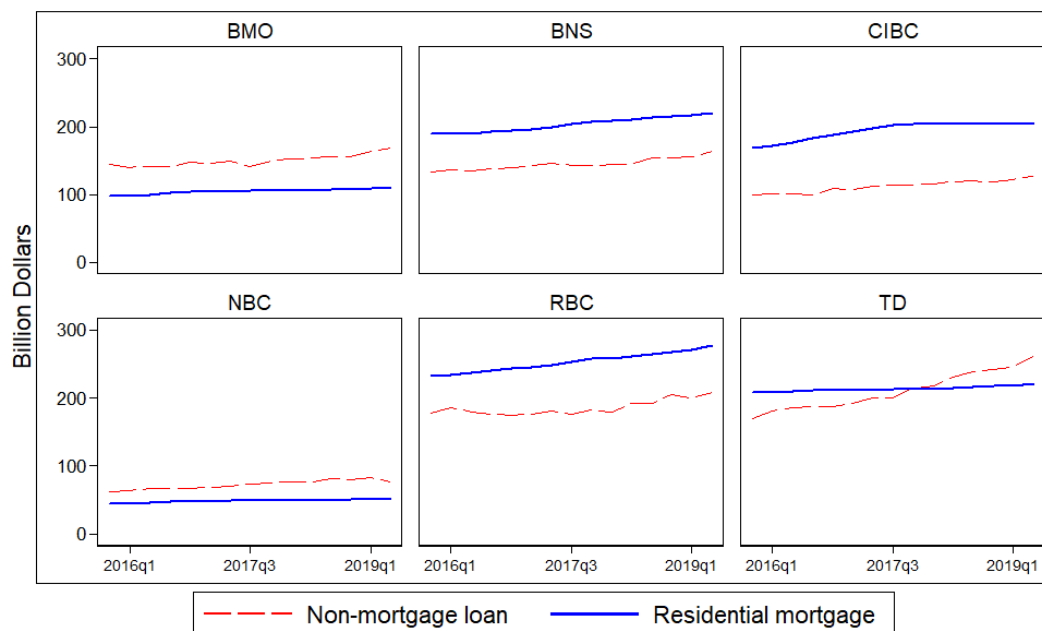 BMO BNS CIBC
300
200
100
0
NBC RBC TD
300
200
100
0
Billion Dollars
2016q1 2017q3 2019q1 2016q1 2017q3 2019q1 2016q1 2017q3 2019q1
Non-mortgage loan Residential mortgage